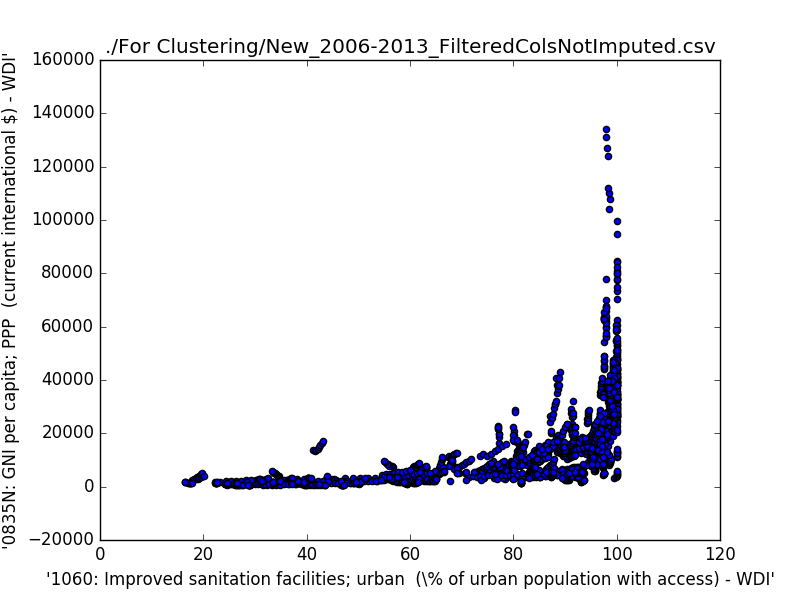 ./For Clustering/New_2006-2013_FilteredColsNotImputed.csv
'0835N: GNI per capita; PPP  (current international $) - WDI'
160000
140000
120000
100000
80000
60000
40000
20000
0
−20000
0 20 40 60 80 100 120
'1060: Improved sanitation facilities; urban  (\% of urban population with access) - WDI'